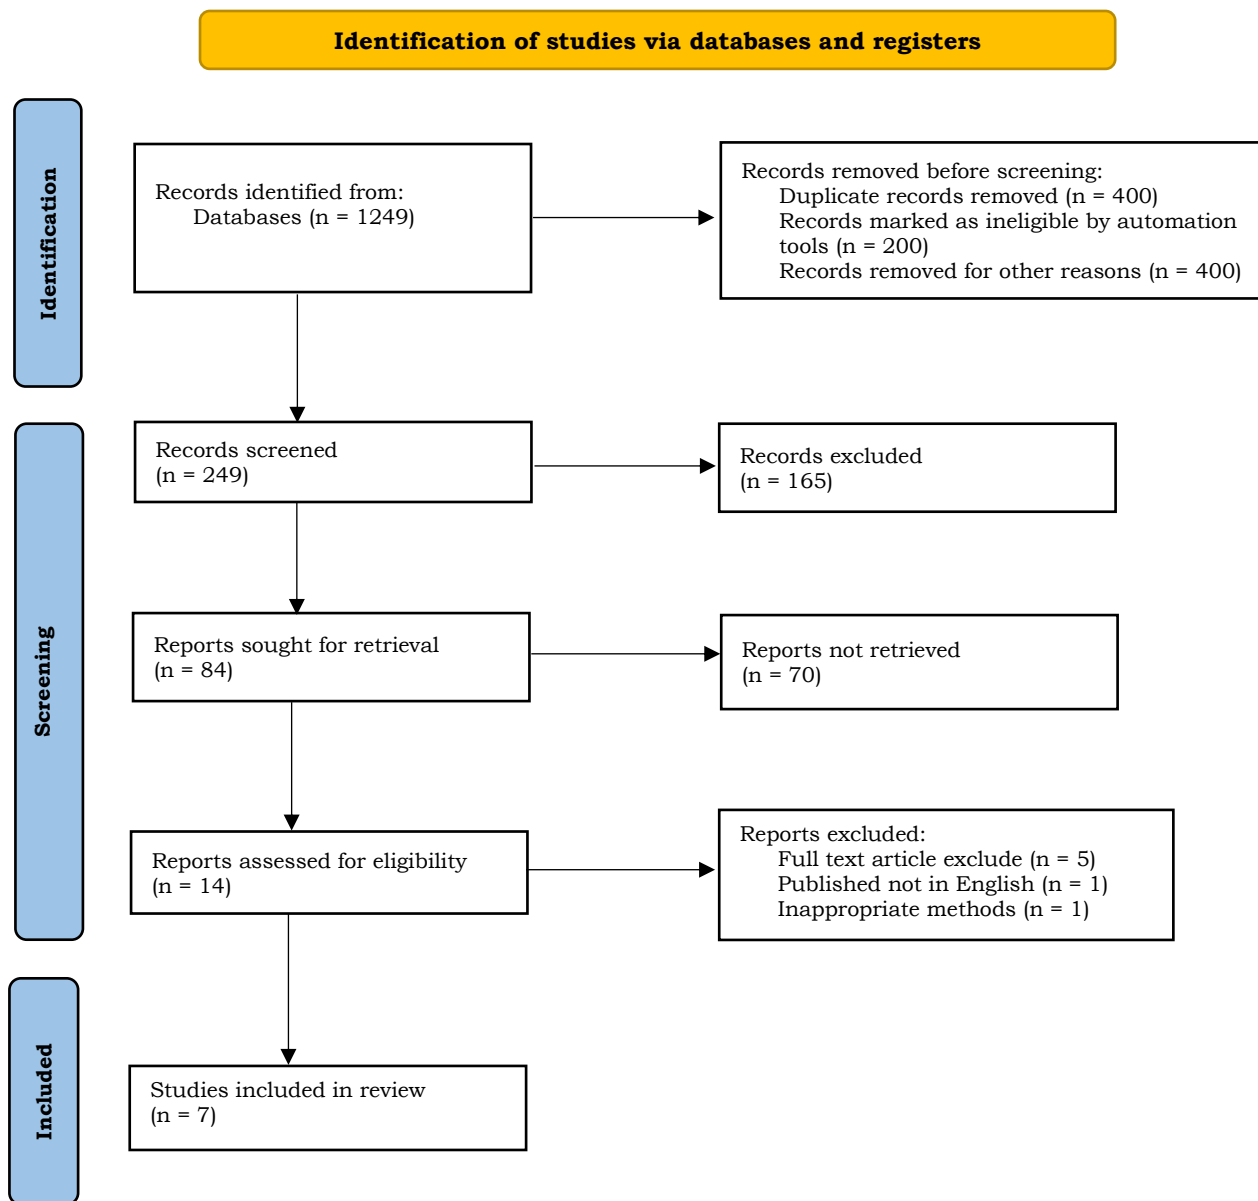 Identification of studies via databases and registers
Identification
Records identified from:
Databases (n = 1249)
Records removed before screening:
Duplicate records removed (n = 400)
Records marked as ineligible by automation
tools (n = 200)
Records removed for other reasons (n = 400)
Screening
Records screened
(n = 249)
Records excluded
(n = 165)
Reports sought for retrieval
(n = 84)
Reports not retrieved
(n = 70)
Reports assessed for eligibility
(n = 14)
Reports excluded:
Full text article exclude (n = 5)
Published not in English (n = 1)
Inappropriate methods (n = 1)
Included
Studies included in review
(n = 7)